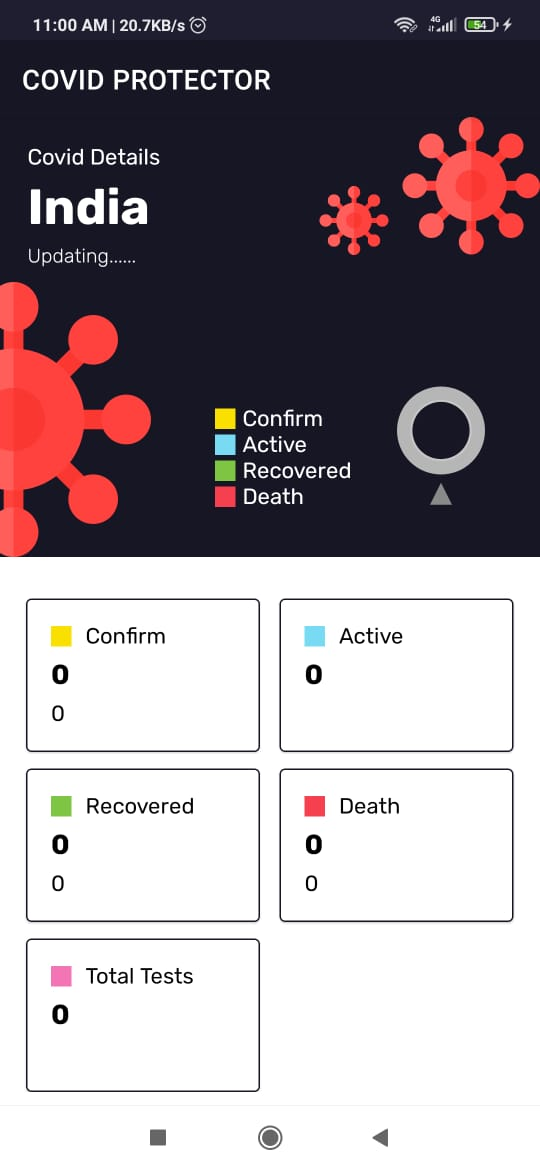 11:00 AM | 20.7KB/s
4G
54
COVID PROTECTOR
Covid Details
India
Updating......
Confirm
Active
Recovered
Death
Confirm
0
0
Active
0
Recovered
0
0
Death
0
0
Total Tests
0